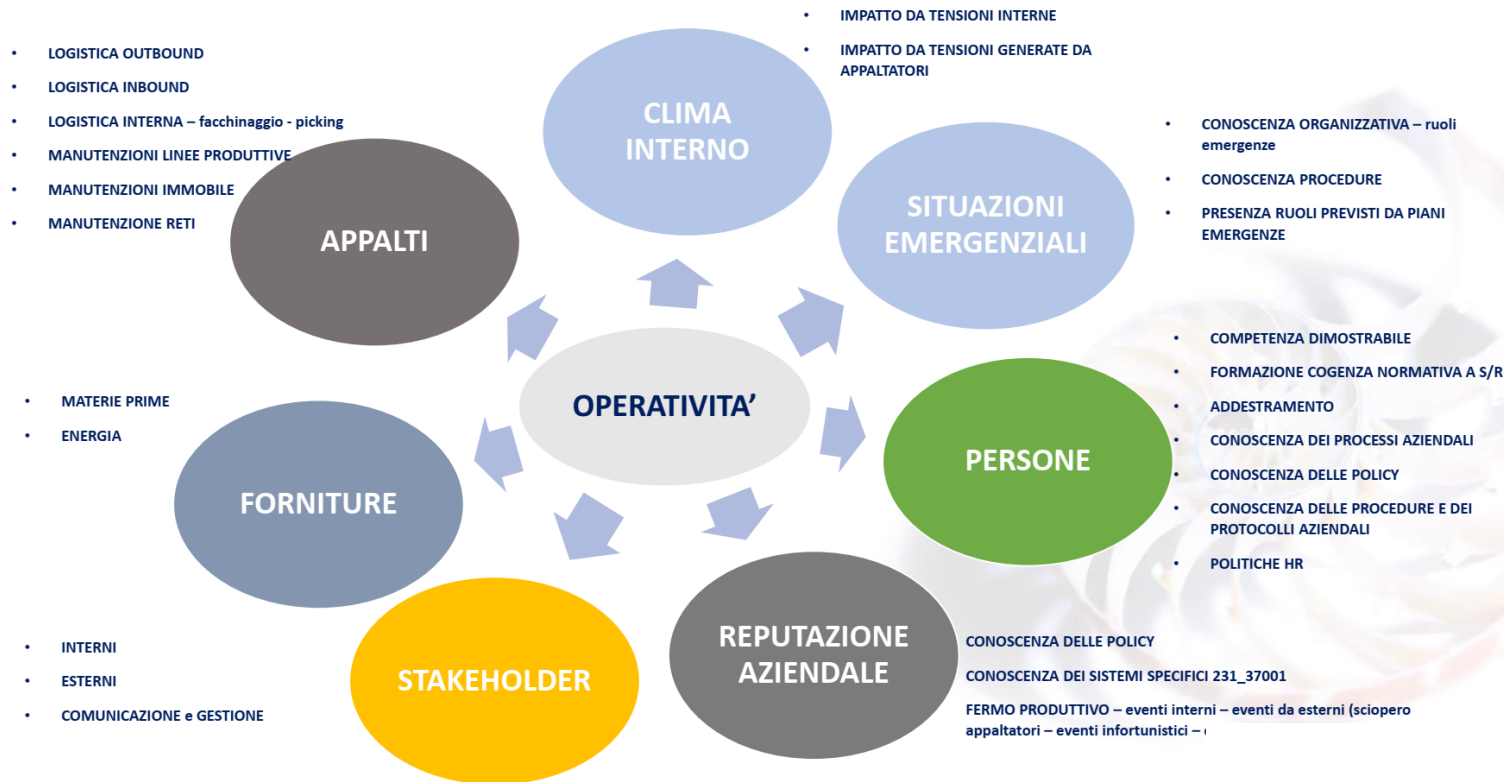 • IMPATTO DA TENSIONI INTERNE
• IMPATTO DA TENSIONI GENERATE DA
APPALTATORI
• LOGISTICA OUTBOUND
• LOGISTICA INBOUND
• LOGISTICA INTERNA – facchinaggio - picking
• MANUTENZIONI LINEE PRODUTTIVE
• MANUTENZIONI IMMOBILE
• MANUTENZIONE RETI
APPALTI
CLIMA
INTERNO
SITUAZIONI
EMERGENZIALI
• CONOSCENZA ORGANIZZATIVA – ruoli
emergenze
• CONOSCENZA PROCEDURE
• PRESENZA RUOLI PREVISTI DA PIANI
EMERGENZE
OPERATIVITA’
• MATERIE PRIME
• ENERGIA
FORNITURE
PERSONE
• COMPETENZA DIMOSTRABILE
• FORMAZIONE COGENZA NORMATIVA A S/R
• ADDESTRAMENTO
• CONOSCENZA DEI PROCESSI AZIENDALI
• CONOSCENZA DELLE POLICY
• CONOSCENZA DELLE PROCEDURE E DEI
PROTOCOLLI AZIENDALI
• POLITICHE HR
• INTERNI
• ESTERNI
• COMUNICAZIONE e GESTIONE
STAKEHOLDER
REPUTAZIONE
AZIENDALE
CONOSCENZA DELLE POLICY
CONOSCENZA DEI SISTEMI SPECIFICI 231_37001
FERMO PRODUTTIVO – eventi interni – eventi da esterni (sciopero
appaltatori – eventi infortunistici –